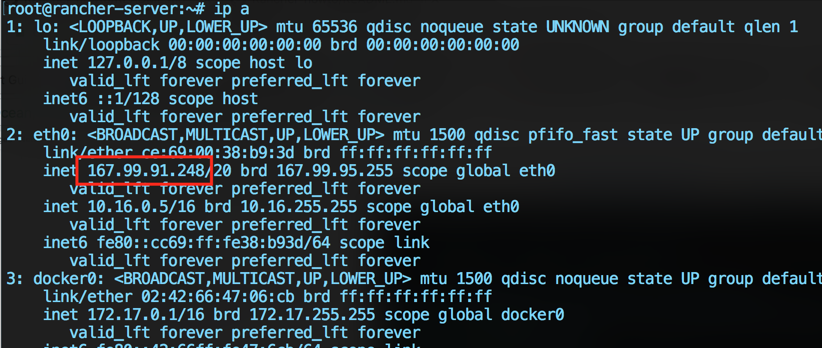 root@rancher-server:~# ip a
1: lo: <LOOPBACK,UP,LOWER_UP> mtu 65536 qdisc noqueue state UNKNOWN group default qlen 1
link/loopback 00:00:00:00:00:00 brd 00:00:00:00:00:00
inet 127.0.0.1/8 scope host lo
valid_lft forever preferred_lft forever
inet6 ::1/128 scope host
valid_lft forever preferred_lft forever
2: eth0: <BROADCAST,MULTICAST,UP,LOWER_UP> mtu 1500 qdisc pfifo_fast state UP group default
link/ether ce:69:00:38:b9:3d brd ff:ff:ff:ff:ff:ff
inet 167.99.91.248/20 brd 167.99.95.255 scope global eth0
valid_lft forever preferred_lft forever
inet 10.16.0.5/16 brd 10.16.255.255 scope global eth0
valid_lft forever preferred_lft forever
inet6 fe80::cc69:ff:fe38:b93d/64 scope link
valid_lft forever preferred_lft forever
3: docker0: <BROADCAST,MULTICAST,UP,LOWER_UP> mtu 1500 qdisc noqueue state UP group default
link/ether 02:42:66:47:06:cb brd ff:ff:ff:ff:ff:ff
inet 172.17.0.1/16 brd 172.17.255.255 scope global docker0
valid_lft forever preferred_lft forever
inet6 fe80::42:66ff:fe47:6cb/64 scope link